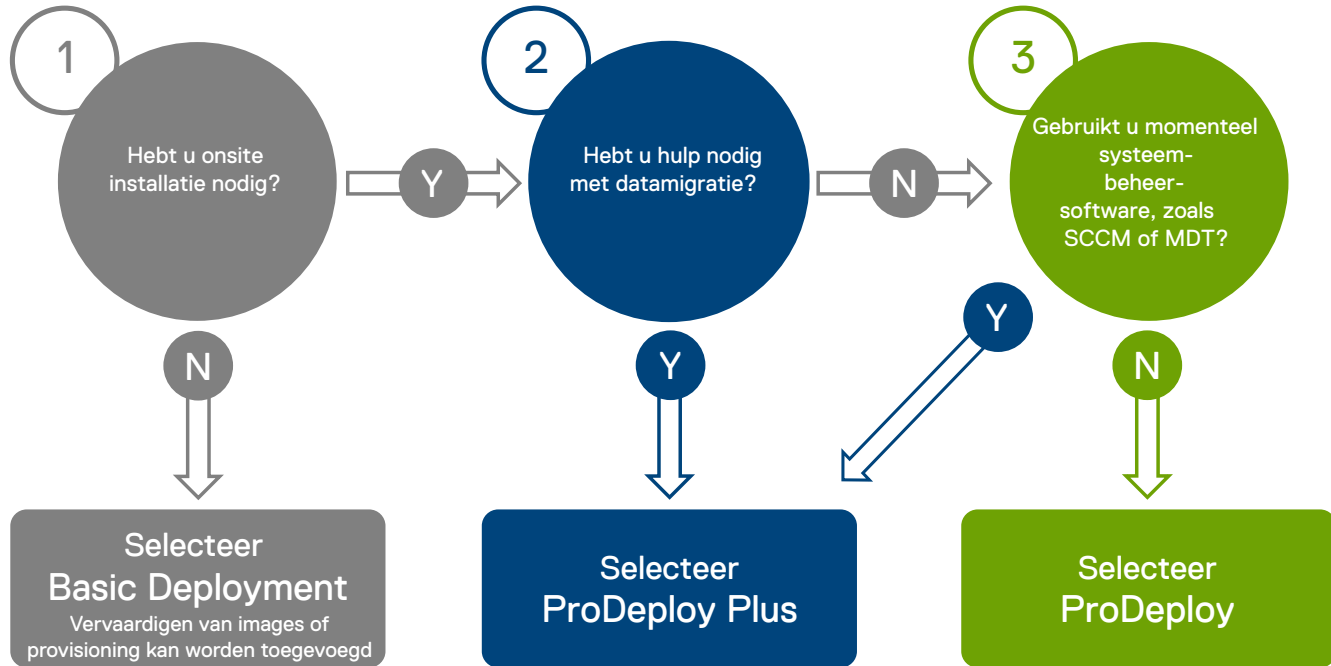 1
Hebt u onsite
installatie nodig?
Y
2
Hebt u hulp nodig
met datamigratie?
N
3
Gebruikt u momenteel
systeem-
beheer-
software, zoals
SCCM of MDT?
N
Y
Y
N
Selecteer
Basic Deployment
Vervaardigen van images of
provisioning kan worden toegevoegd
Selecteer
ProDeploy Plus
Selecteer
ProDeploy